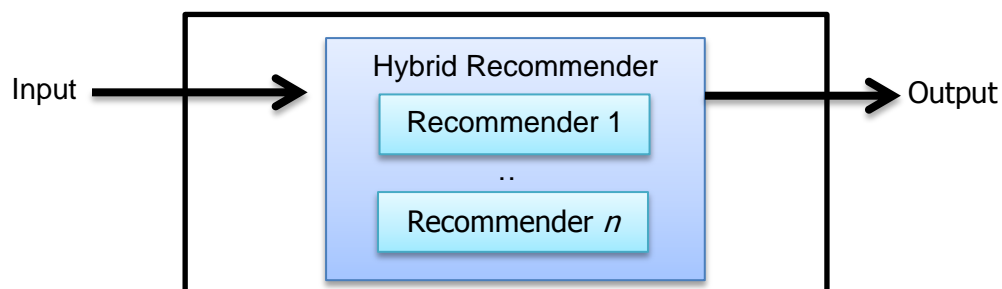 Hybrid Recommender
Input
Output
Recommender 1
..
Recommender n